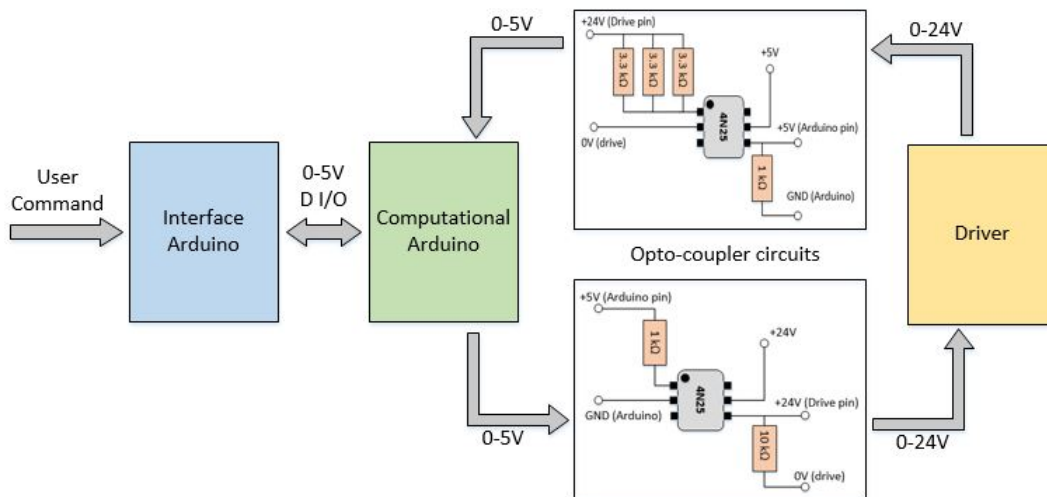 User
Command
Interface
Arduino
0-5V
D I/O
Computational
Arduino
0-5V
+24V (Drive pin)
3.3 kΩ
3.3 kΩ
3.3 kΩ
4N25
+5V
0V (drive)
+5V (Arduino pin)
1 kΩ
GND (Arduino)
0-24V
Driver
Opto-coupler circuits
+5V (Arduino pin)
1 kΩ
4N25
+24V
GND (Arduino)
+24V (Drive pin)
10 kΩ
0V (drive)
0-5V
0-24V